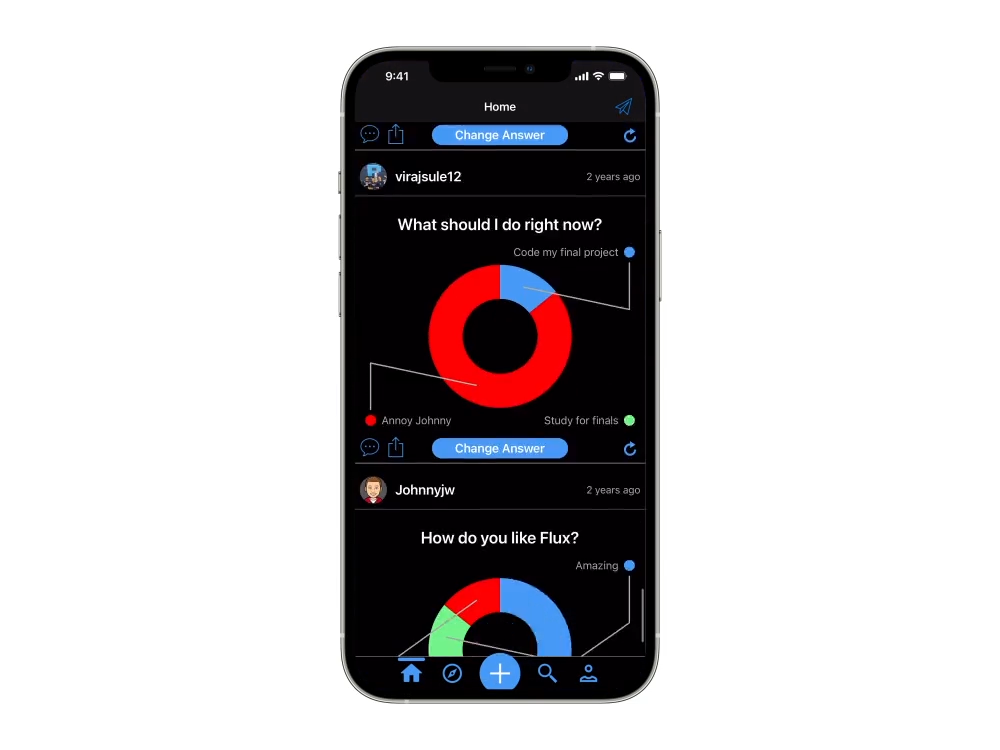 9:41
Home
Change Answer
virajsule12
2 years ago
What should I do right now?
Code my final project
Annoy Johnny
Study for finals
Change Answer
Johnnyjw
2 years ago
How do you like Flux?
Amazing